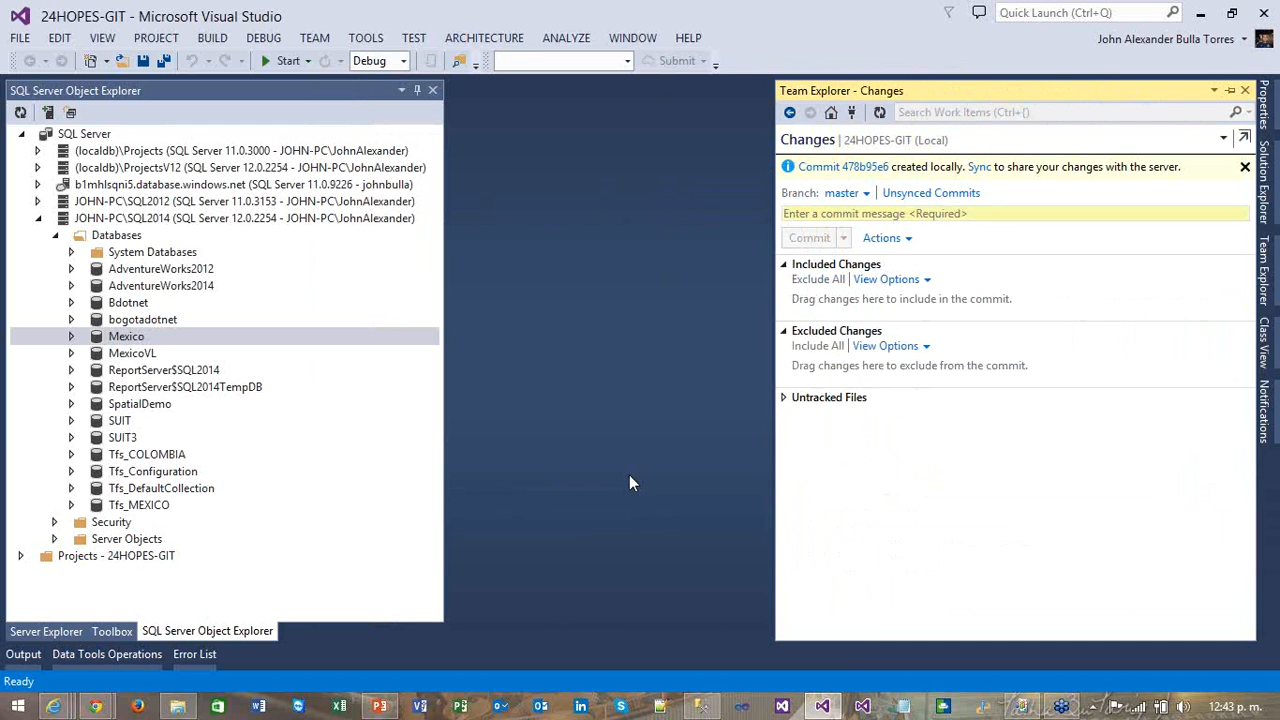 24HOPES-GIT - Microsoft Visual Studio
Quick Launch (Ctrl+Q)
FILE EDIT VIEW PROJECT BUILD DEBUG TEAM TOOLS TEST ARCHITECTURE ANALYZE WINDOW HELP
John Alexander Bulla Torres
Start
Debug
Submit
SQL Server Object Explorer
SQL Server
(localdb)\Projects (SQL Server 11.0.3000 - JOHN-PC\JohnAlexander)
(localdb)\ProjectsV12 (SQL Server 12.0.2254 - JOHN-PC\JohnAlexander)
b1mhlsqni5.database.windows.net (SQL Server 11.0.9226 - johnbulla)
JOHN-PC\SQL2012 (SQL Server 11.0.3153 - JOHN-PC\JohnAlexander)
JOHN-PC\SQL2014 (SQL Server 12.0.2254 - JOHN-PC\JohnAlexander)
Databases
System Databases
AdventureWorks2012
AdventureWorks2014
Bdotnet
bogotadotnet
Mexico
MexicoVL
ReportServer$SQL2014
ReportServer$SQL2014TempDB
SpatialDemo
SUIT
SUIT3
Tfs_COLOMBIA
Tfs_Configuration
Tfs_DefaultCollection
Tfs_MEXICO
Security
Server Objects
Projects - 24HOPES-GIT
Server Explorer Toolbox SQL Server Object Explorer
Output Data Tools Operations Error List
Ready
Team Explorer - Changes
Search Work Items (Ctrl+{)
Changes | 24HOPES-GIT (Local)
Commit 478b95e6 created locally. Sync to share your changes with the server.
Branch: master Unsynced Commits
Enter a commit message <Required>
Commit Actions
Included Changes
Exclude All View Options
Drag changes here to include in the commit.
Excluded Changes
Include All View Options
Drag changes here to exclude from the commit.
Untracked Files
Properties
Solution Explorer
Team Explorer
Class View
Notifications
12:43 p. m.